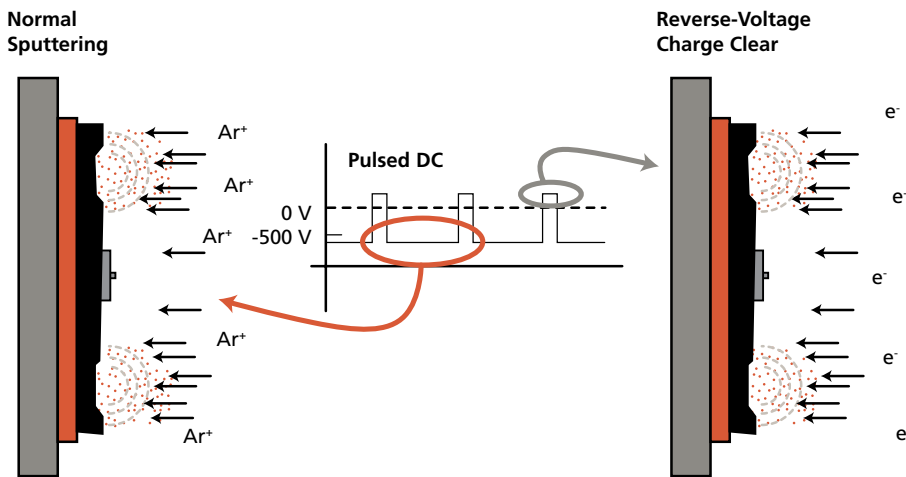 Normal
Sputtering
Ar⁺
Ar⁺
Ar⁺
Ar⁺
Ar⁺
Pulsed DC
0 V
-500 V
Reverse-Voltage
Charge Clear
e⁻
e⁻
e⁻
e⁻
e